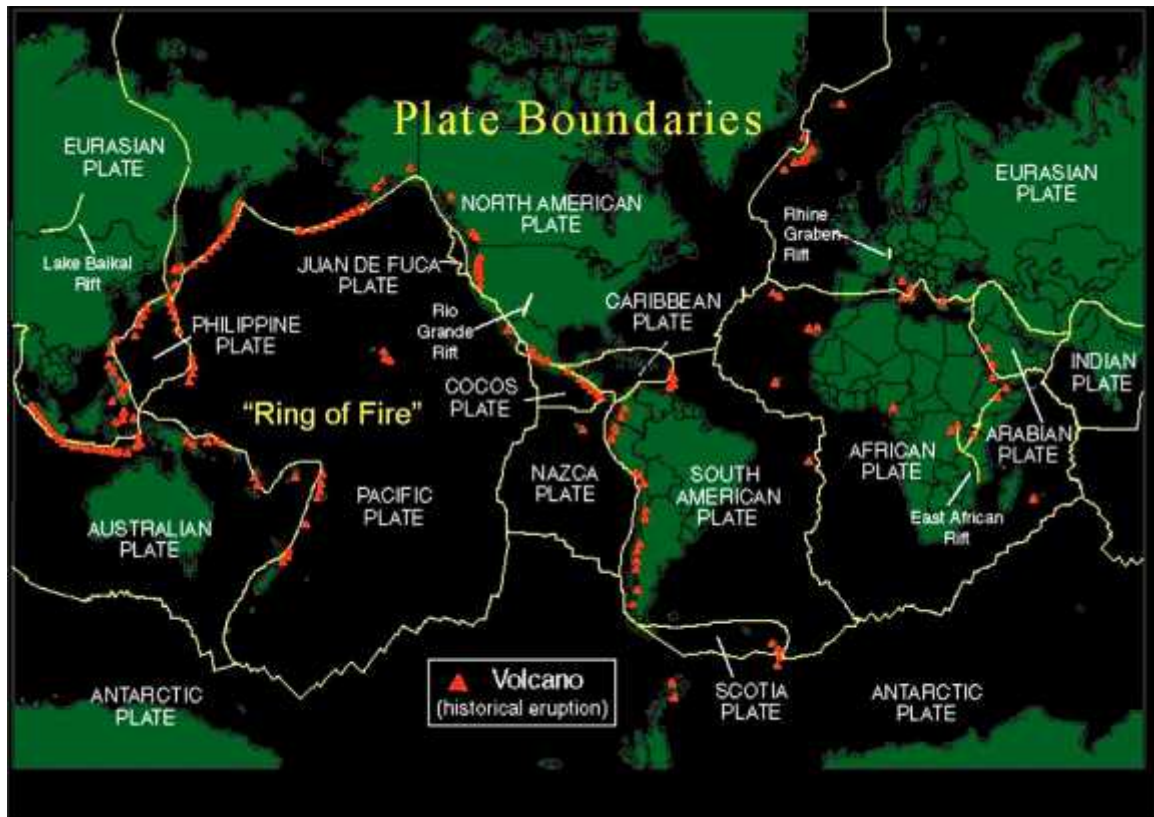 Plate Boundaries
EURASIAN
PLATE
EURASIAN
PLATE
NORTH AMERICAN
PLATE
Rhine
Graben
Rift
Lake Baikal
Rift
JUAN DE FUCA
PLATE
PHILIPPINE
PLATE
Rio
Grande
Rift
CARIBBEAN
PLATE
INDIAN
PLATE
COCOS
PLATE
"Ring of Fire"
ARABIAN
PLATE
AFRICAN
PLATE
NAZCA
PLATE
SOUTH
AMERICAN
PLATE
PACIFIC
PLATE
East African
Rift
AUSTRALIAN
PLATE
Volcano
(historical eruption)
SCOTIA
PLATE
ANTARCTIC
PLATE
ANTARCTIC
PLATE